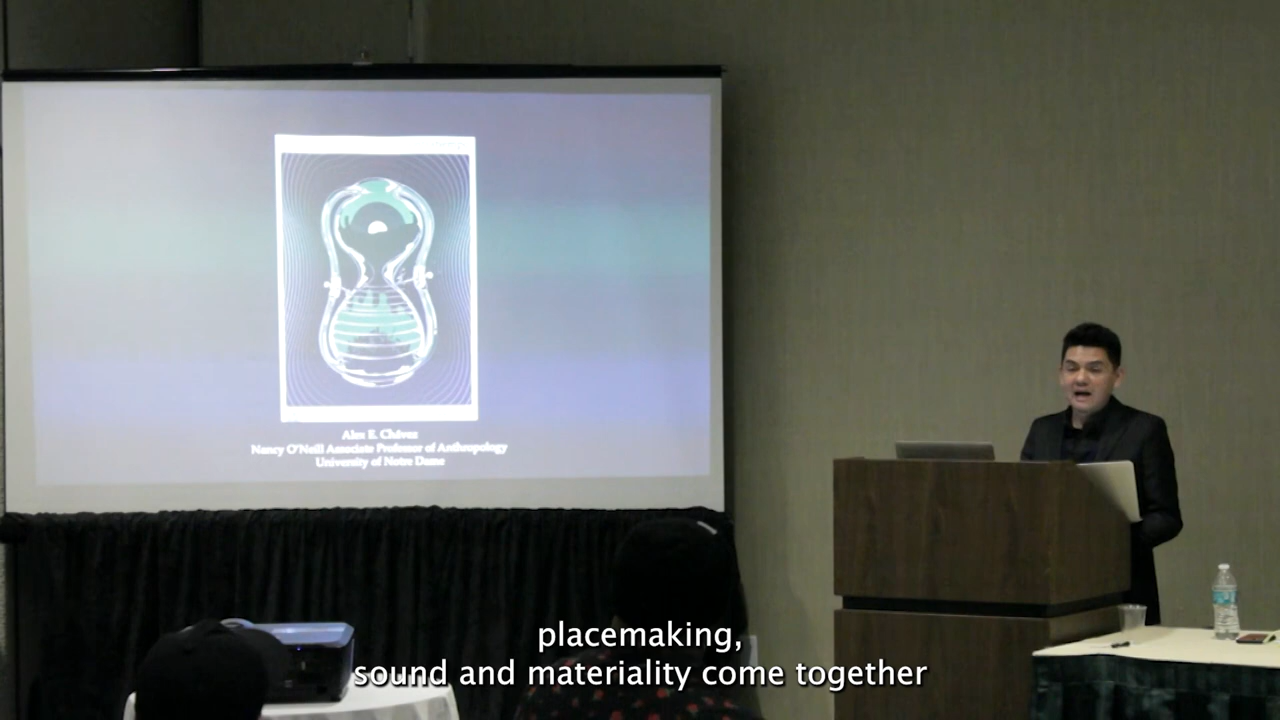 Alex E. Chávez
Nancy O'Neill Associate Professor of Anthropology
University of Notre Dame
placemaking,
sound and materiality come together